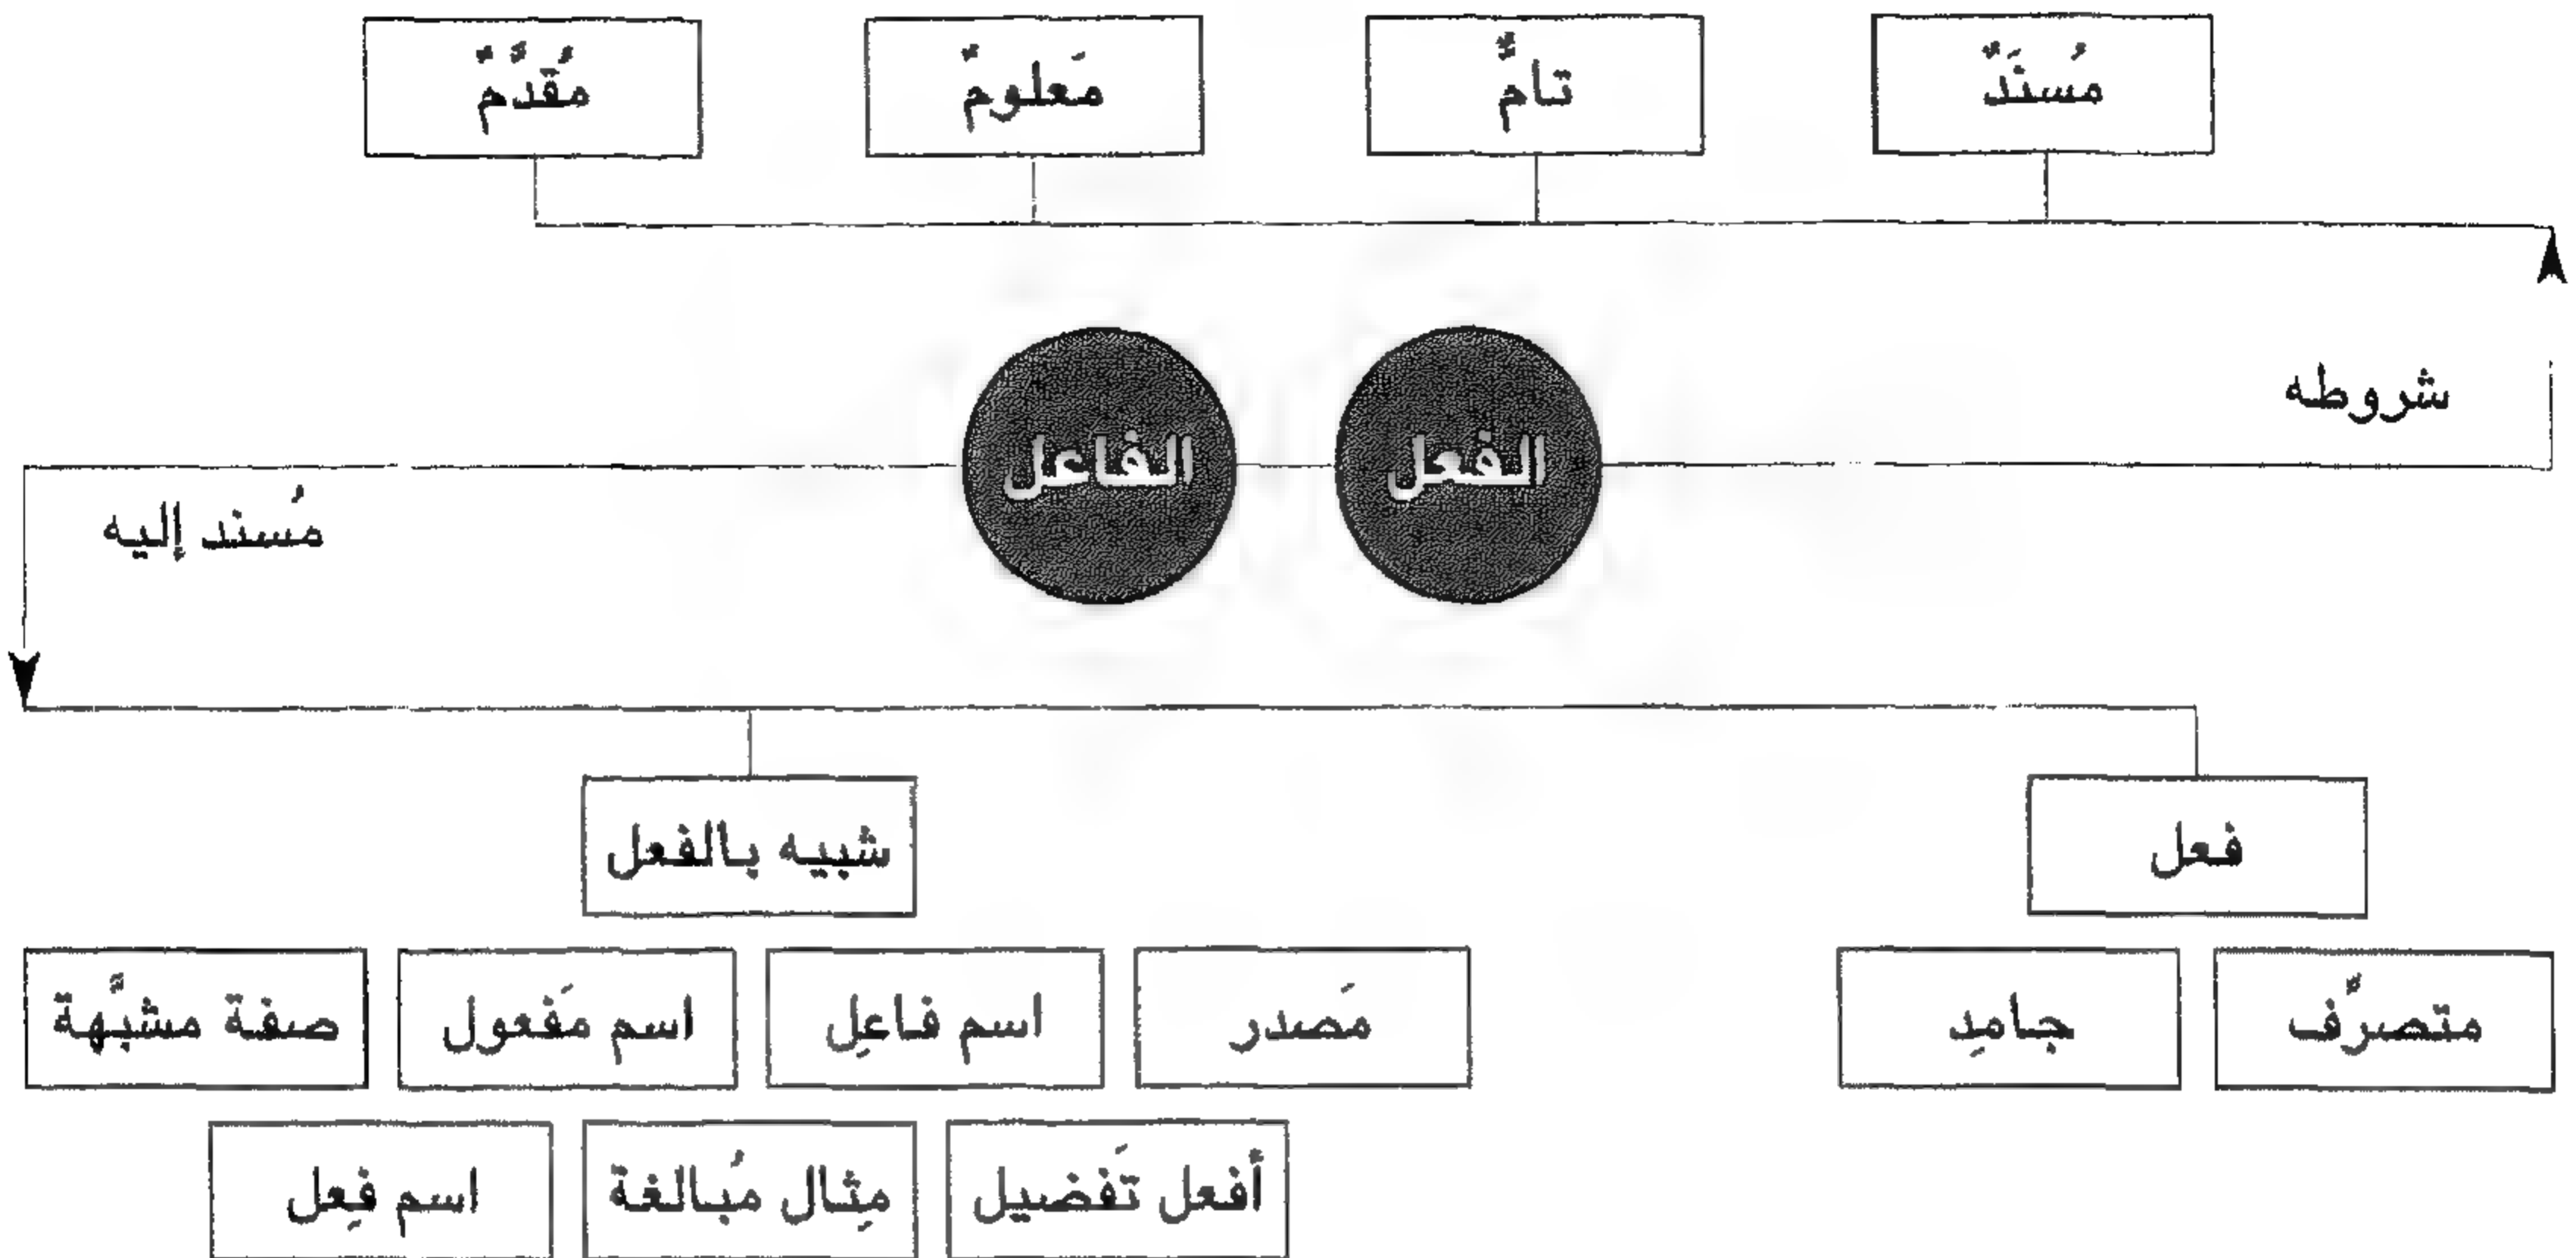 مُسنَدٌ تامٌّ مَعلومٌ مُقدَّمٌ
شروطه
الفعل الفاعل
مُسند إليه
فعل شبيه بالفعل
متصرِّف جامِد مَصدر اسم فاعِل اسم مَفعول صفة مشبَّهة
أفعل تَفضيل مِثال مُبالغة اسم فِعل